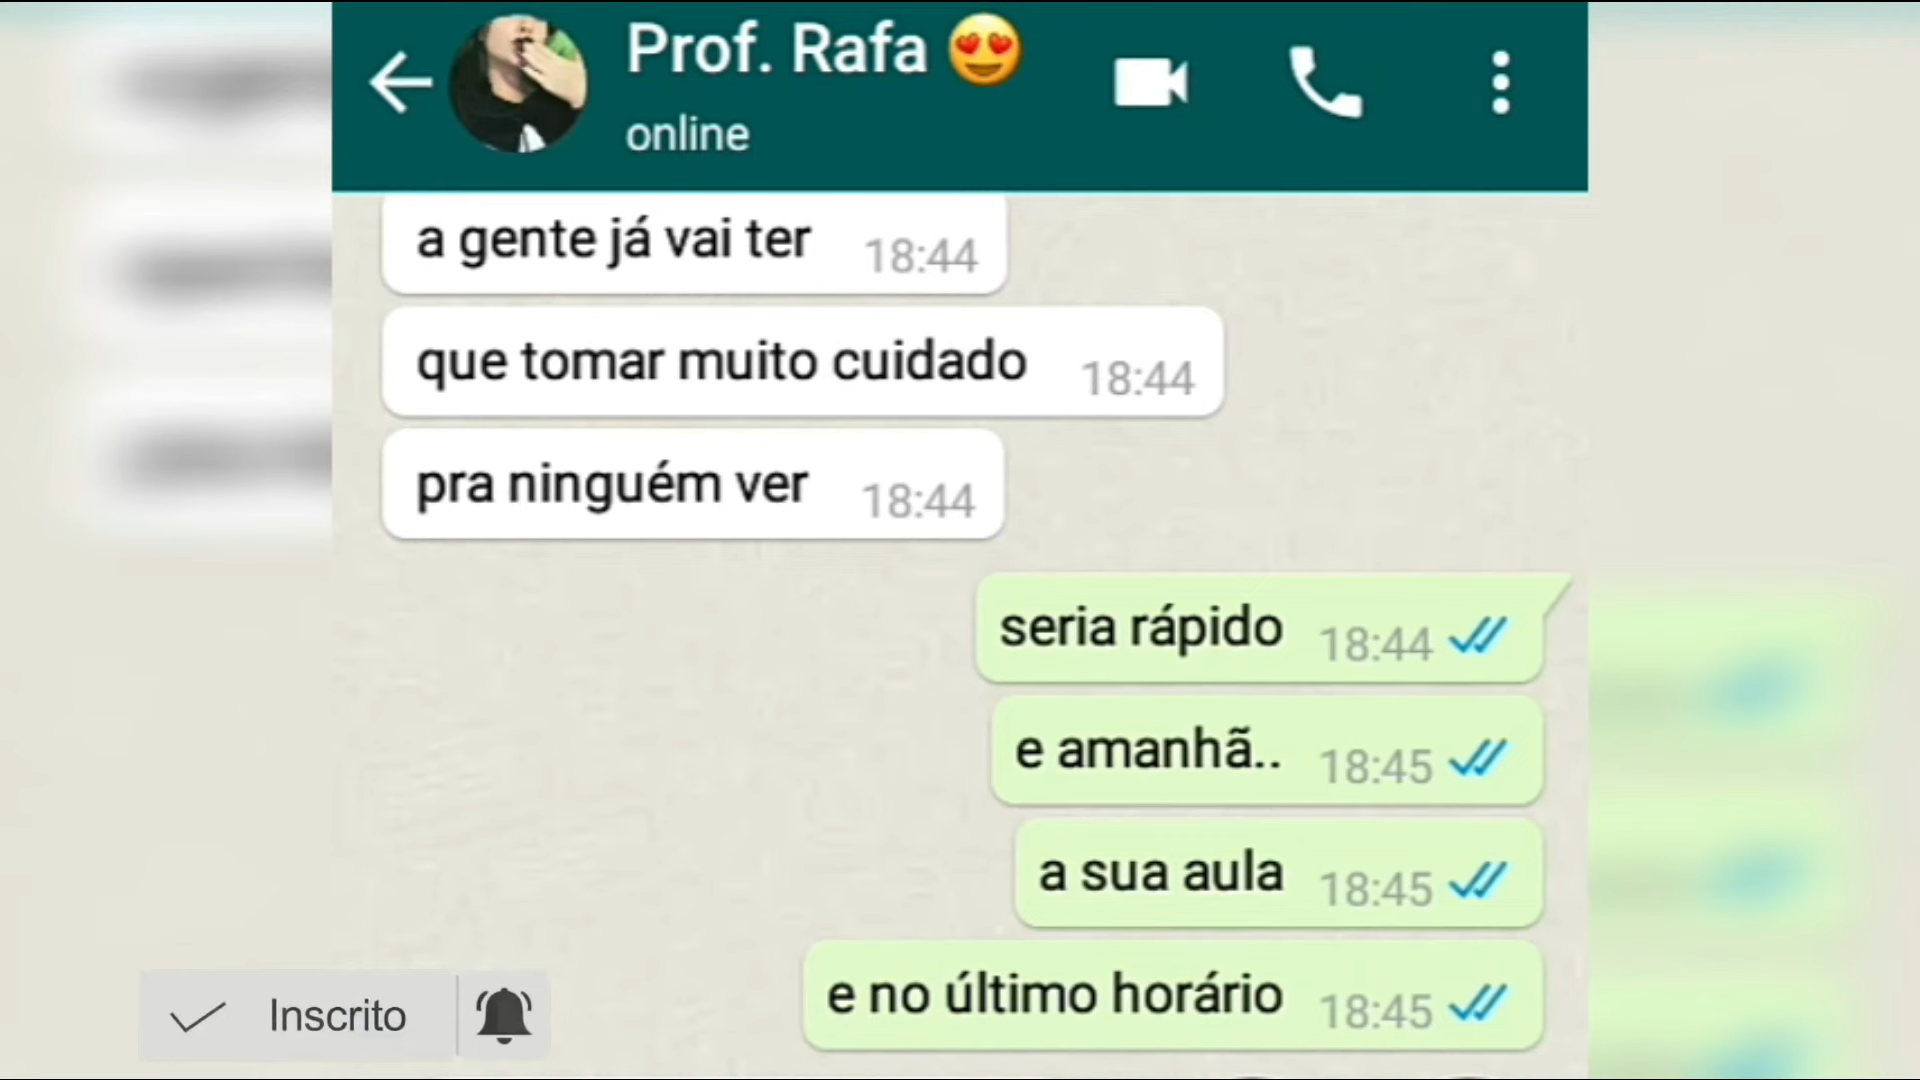 Prof. Rafa 😍
online
a gente já vai ter 18:44
que tomar muito cuidado 18:44
pra ninguém ver 18:44
seria rápido 18:44
e amanhã.. 18:45
a sua aula 18:45
e no último horário 18:45
Inscrito